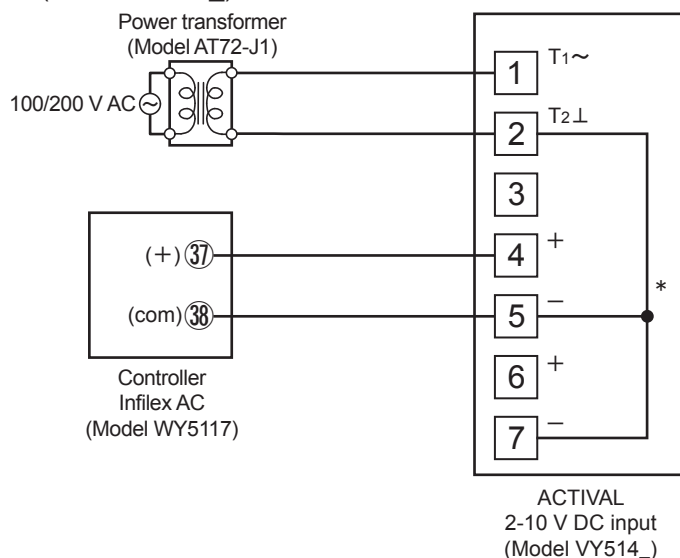 Power transformer
(Model AT72-J1)
100/200 V AC
1 T1~
2 T2⊥
3
4 +
5 −
*
6 +
7 −
(+) 37
(com) 38
Controller
Infilex AC
(Model WY5117)
ACTIVAL
2-10 V DC input
(Model VY514_)